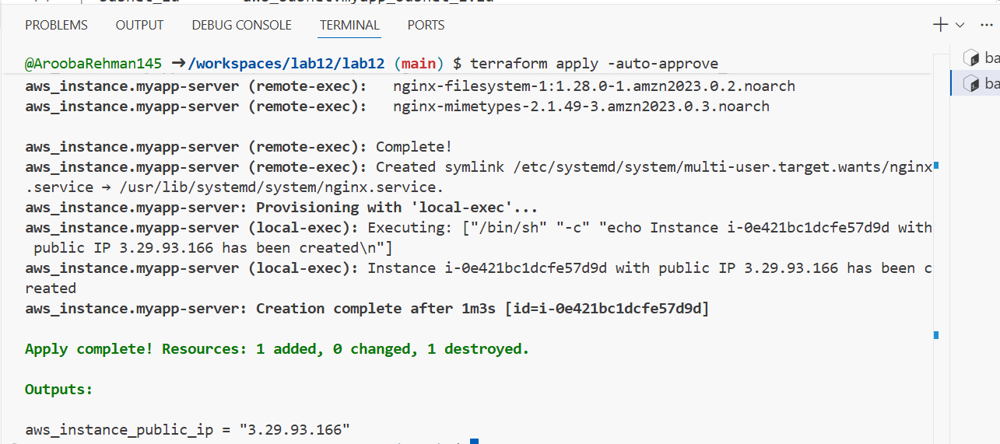 PROBLEMS OUTPUT DEBUG CONSOLE TERMINAL PORTS
@AroobaRehman145 ➜/workspaces/lab12/lab12 (main) $ terraform apply -auto-approve
aws_instance.myapp-server (remote-exec):   nginx-filesystem-1:1.28.0-1.amzn2023.0.2.noarch
aws_instance.myapp-server (remote-exec):   nginx-mimetypes-2.1.49-3.amzn2023.0.3.noarch
aws_instance.myapp-server (remote-exec): Complete!
aws_instance.myapp-server (remote-exec): Created symlink /etc/systemd/system/multi-user.target.wants/nginx
.service → /usr/lib/systemd/system/nginx.service.
aws_instance.myapp-server: Provisioning with 'local-exec'...
aws_instance.myapp-server (local-exec): Executing: ["/bin/sh" "-c" "echo Instance i-0e421bc1dcfe57d9d with
 public IP 3.29.93.166 has been created\n"]
aws_instance.myapp-server (local-exec): Instance i-0e421bc1dcfe57d9d with public IP 3.29.93.166 has been c
reated
aws_instance.myapp-server: Creation complete after 1m3s [id=i-0e421bc1dcfe57d9d]
Apply complete! Resources: 1 added, 0 changed, 1 destroyed.
Outputs:
aws_instance_public_ip = "3.29.93.166"
ba
ba